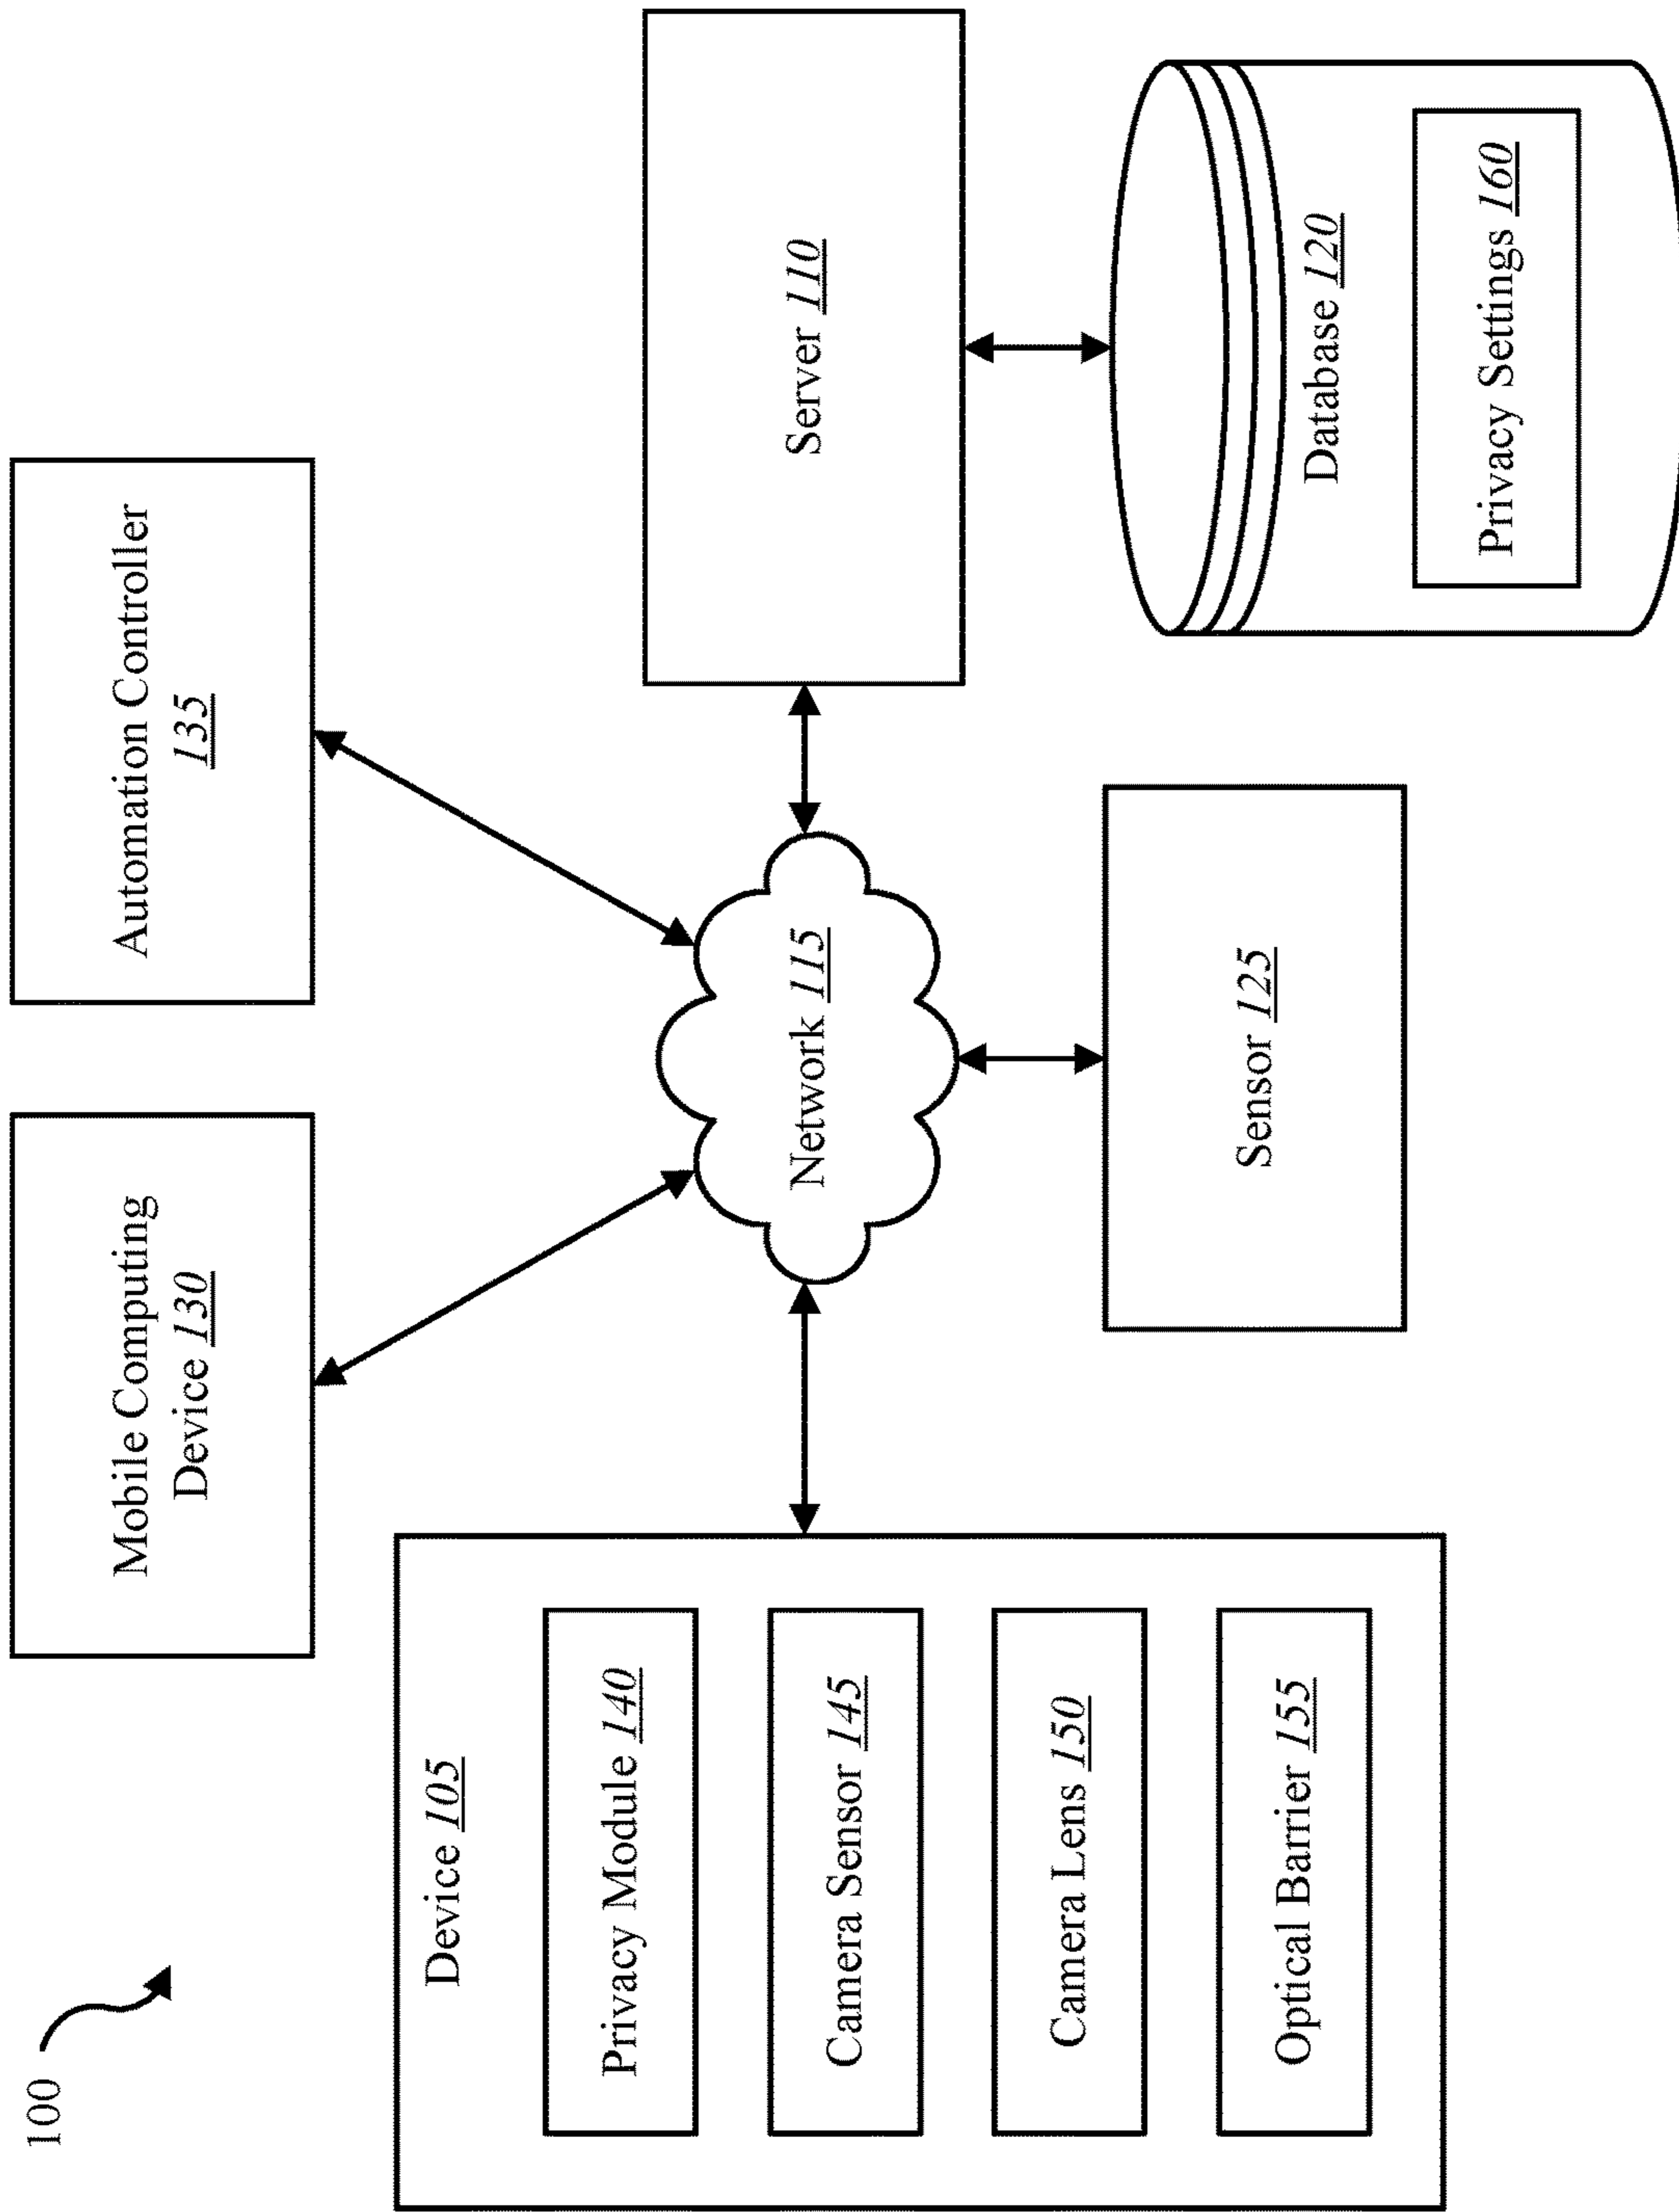 100
Mobile Computing
Device 130
Automation Controller
135
Device 105
Privacy Module 140
Camera Sensor 145
Camera Lens 150
Optical Barrier 155
Network 115
Server 110
Sensor 125
Database 120
Privacy Settings 160